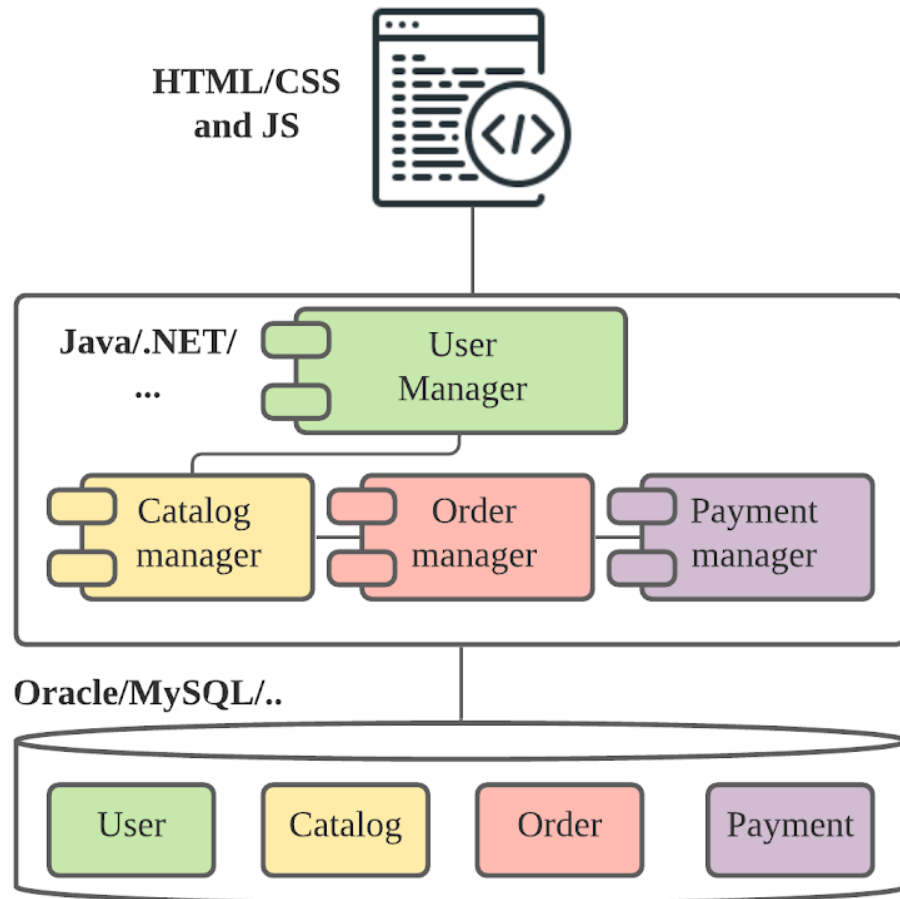 HTML/CSS
and JS
</>
Java/.NET/
...
User
Manager
Catalog
manager
Order
manager
Payment
manager
Oracle/MySQL/..
User
Catalog
Order
Payment